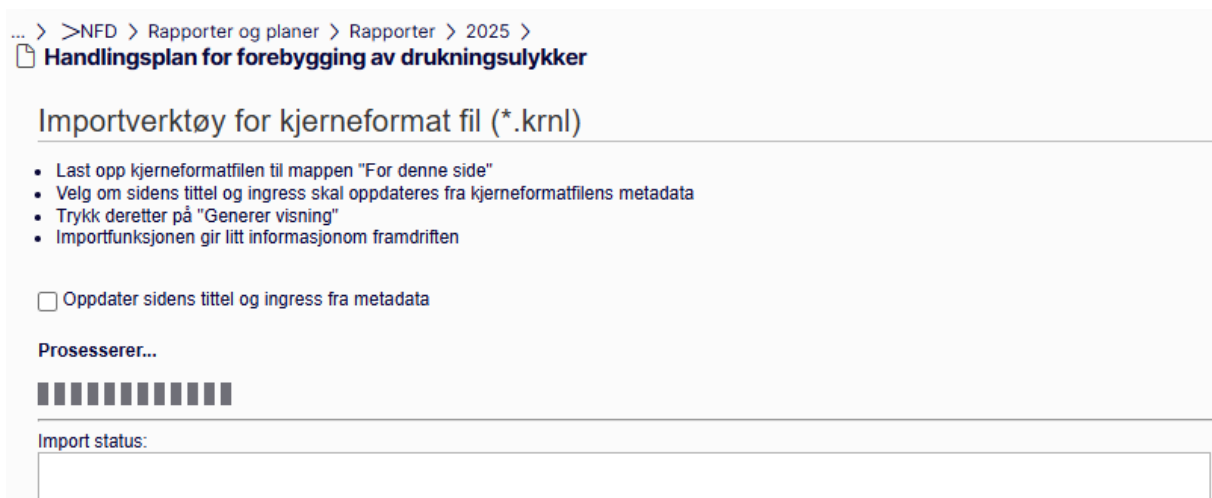 ... > >NFD > Rapporter og planer > Rapporter > 2025 >
Handlingsplan for forebygging av drukningsulykker
Importverktøy for kjerneformat fil (*.krnl)
• Last opp kjerneformatfilen til mappen "For denne side"
• Velg om sidens tittel og ingress skal oppdateres fra kjerneformatfilens metadata
• Trykk deretter på "Generer visning"
• Importfunksjonen gir litt informasjonom framdriften
Oppdater sidens tittel og ingress fra metadata
Prosesserer...
Import status: